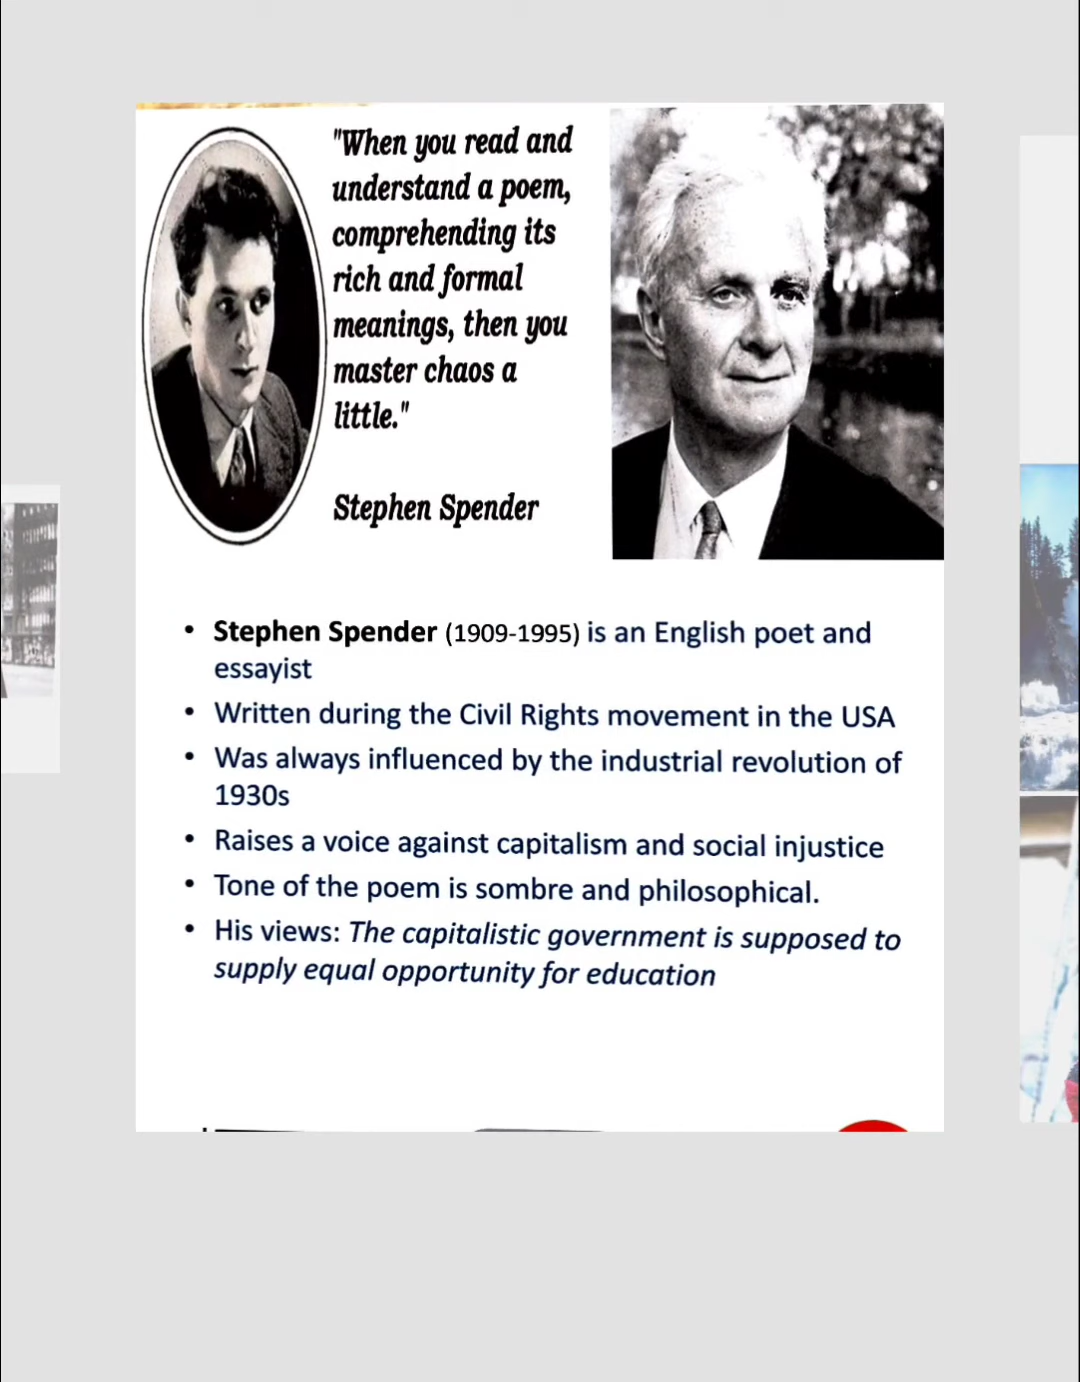 "When you read and
understand a poem,
comprehending its
rich and formal
meanings, then you
master chaos a
little."
Stephen Spender
• Stephen Spender (1909-1995) is an English poet and
essayist
• Written during the Civil Rights movement in the USA
• Was always influenced by the industrial revolution of
1930s
• Raises a voice against capitalism and social injustice
• Tone of the poem is sombre and philosophical.
• His views: The capitalistic government is supposed to
supply equal opportunity for education